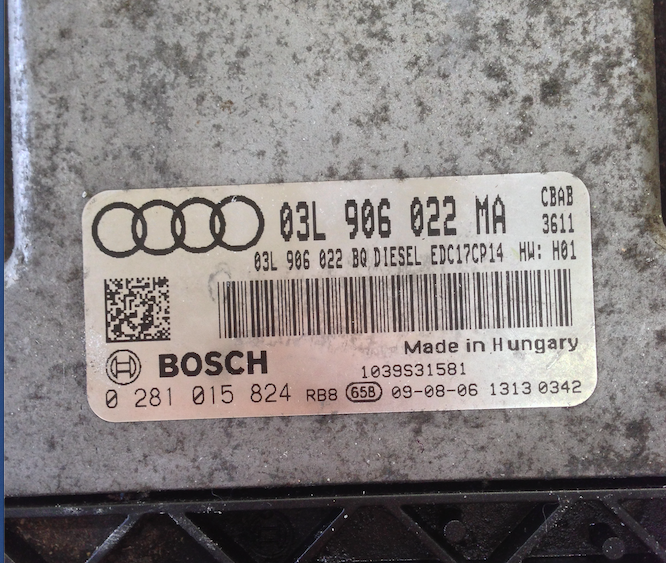 03L 906 022 MA CBAB
3611
03L 906 022 BQ DIESEL EDC17CP14 HW: H01
Made in Hungary
BOSCH
1039S31581
0 281 015 824 RB8 65B 09-08-06 1313 0342